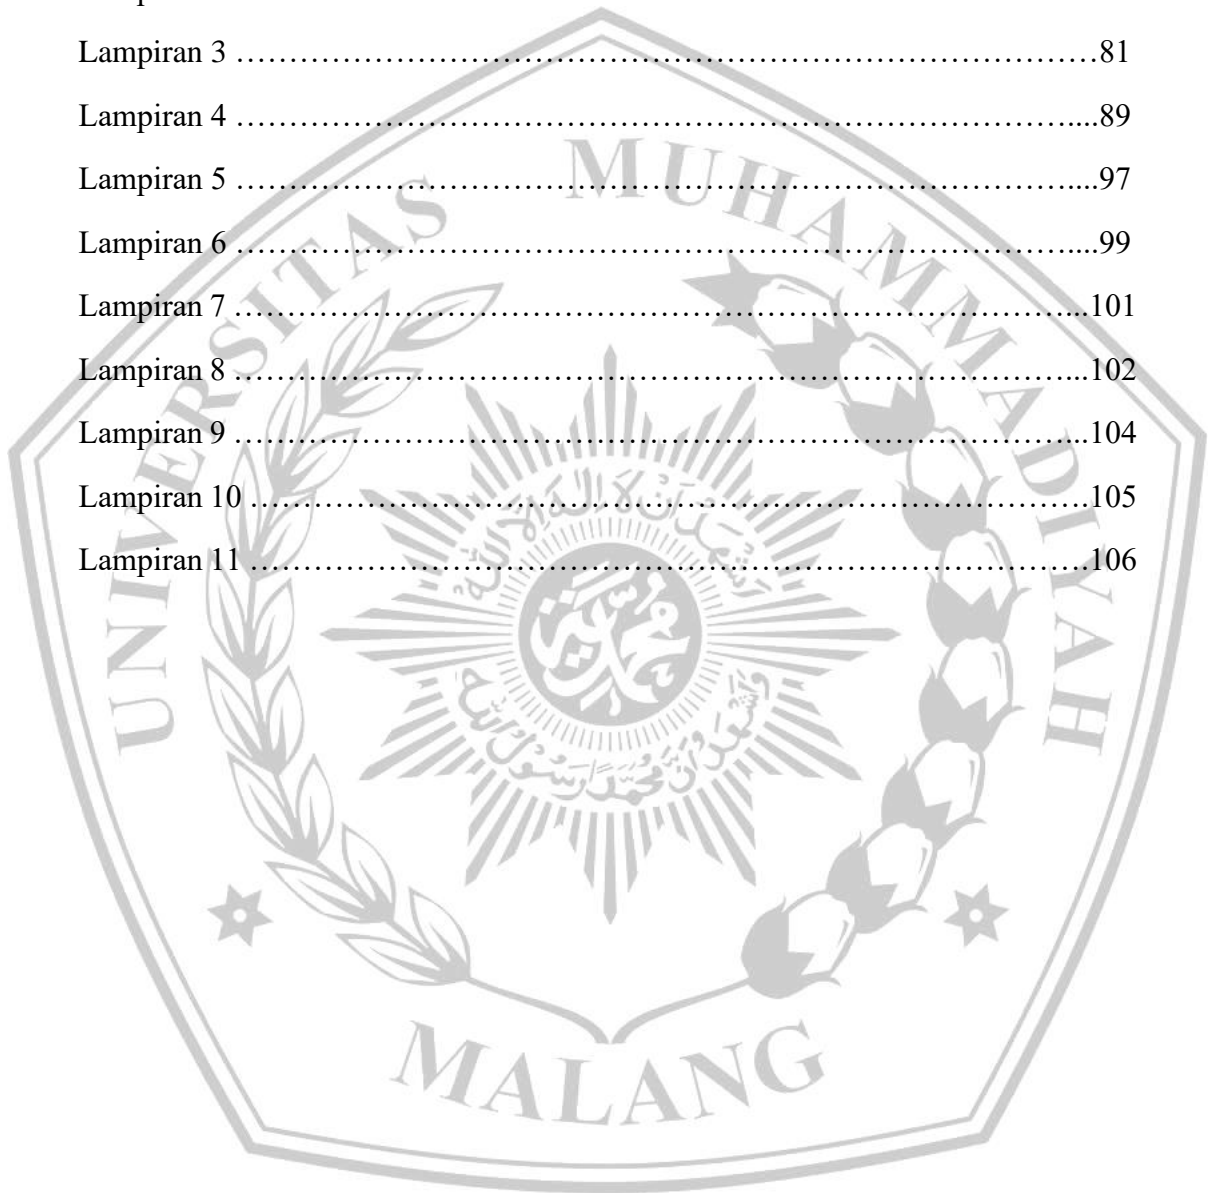 Lampiran 3 ……………………………………………………………………81
Lampiran 4 …………………………………………………………………....89
Lampiran 5 …………………………………………………………………....97
Lampiran 6 …………………………………………………………………....99
Lampiran 7 …………………………………………………………………...101
Lampiran 8 …………………………………………………………………...102
Lampiran 9 …………………………………………………………………...104
Lampiran 10 ………………………………………………………………….105
Lampiran 11 ………………………………………………………………….106
UNIVERSITAS MUHAMMADIYAH
MALANG